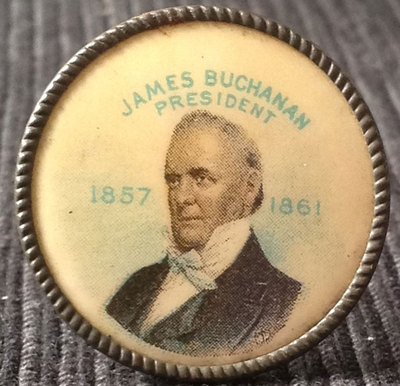 JAMES BUCHANAN
PRESIDENT
1857 1861